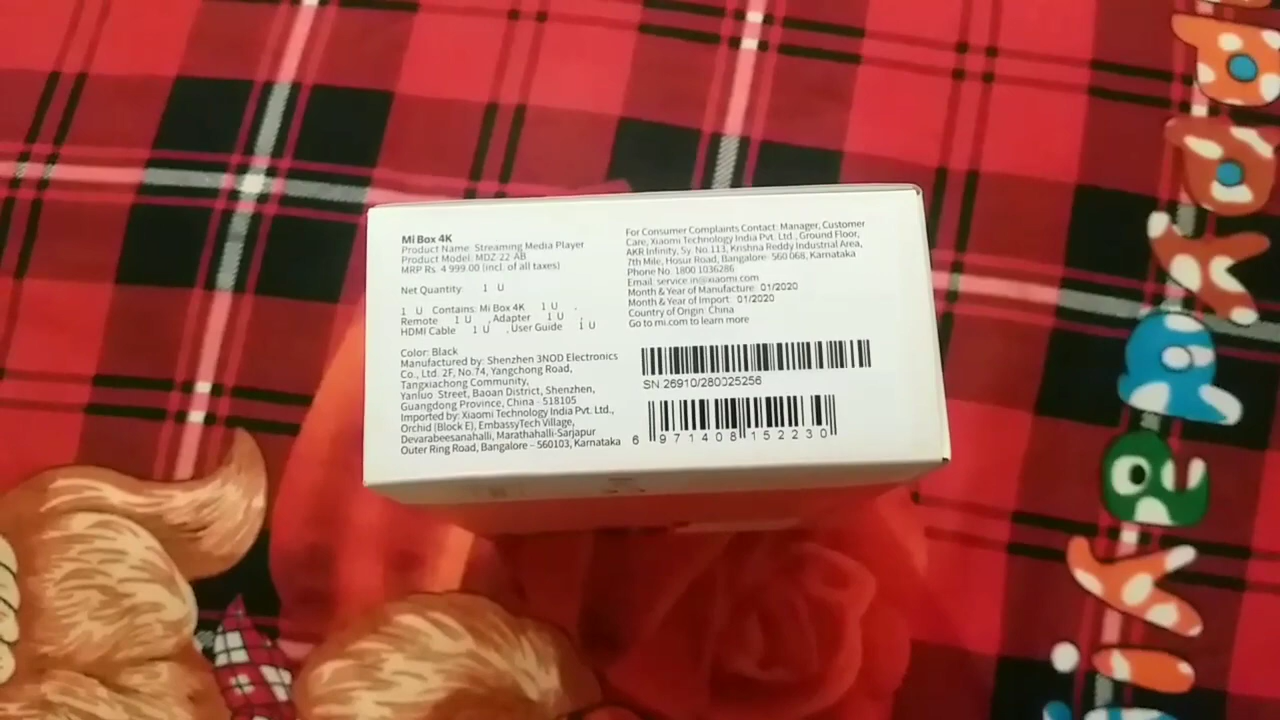 Mi Box 4K
Product Name: Streaming Media Player
Product Model: MDZ-22-AB
MRP Rs. 4 999.00 (incl. of all taxes)
Net Quantity: 1 U
1 U Contains: Mi Box 4K 1 U ,
Remote 1 U , Adapter 1 U ,
HDMI Cable 1 U , User Guide 1 U
Color: Black
Manufactured by: Shenzhen 3NOD Electronics
Co., Ltd. 2F, No.74, Yangchong Road,
Tangxiachong Community,
Yanluo Street, Baoan District, Shenzhen,
Guangdong Province, China - 518105
Imported by: Xiaomi Technology India Pvt. Ltd.,
Orchid (Block E), EmbassyTech Village,
Devarabeesanahalli, Marathahalli-Sarjapur
Outer Ring Road, Bangalore – 560103, Karnataka
For Consumer Complaints Contact: Manager, Customer
Care, Xiaomi Technology India Pvt. Ltd., Ground Floor,
AKR Infinity, Sy. No.113, Krishna Reddy Industrial Area,
7th Mile, Hosur Road, Bangalore- 560 068, Karnataka
Phone No. 1800 1036286
Email: service.in@xiaomi.com
Month & Year of Manufacture: 01/2020
Month & Year of Import: 01/2020
Country of Origin: China
Go to mi.com to learn more
SN 26910/280025256
6 971408 152230